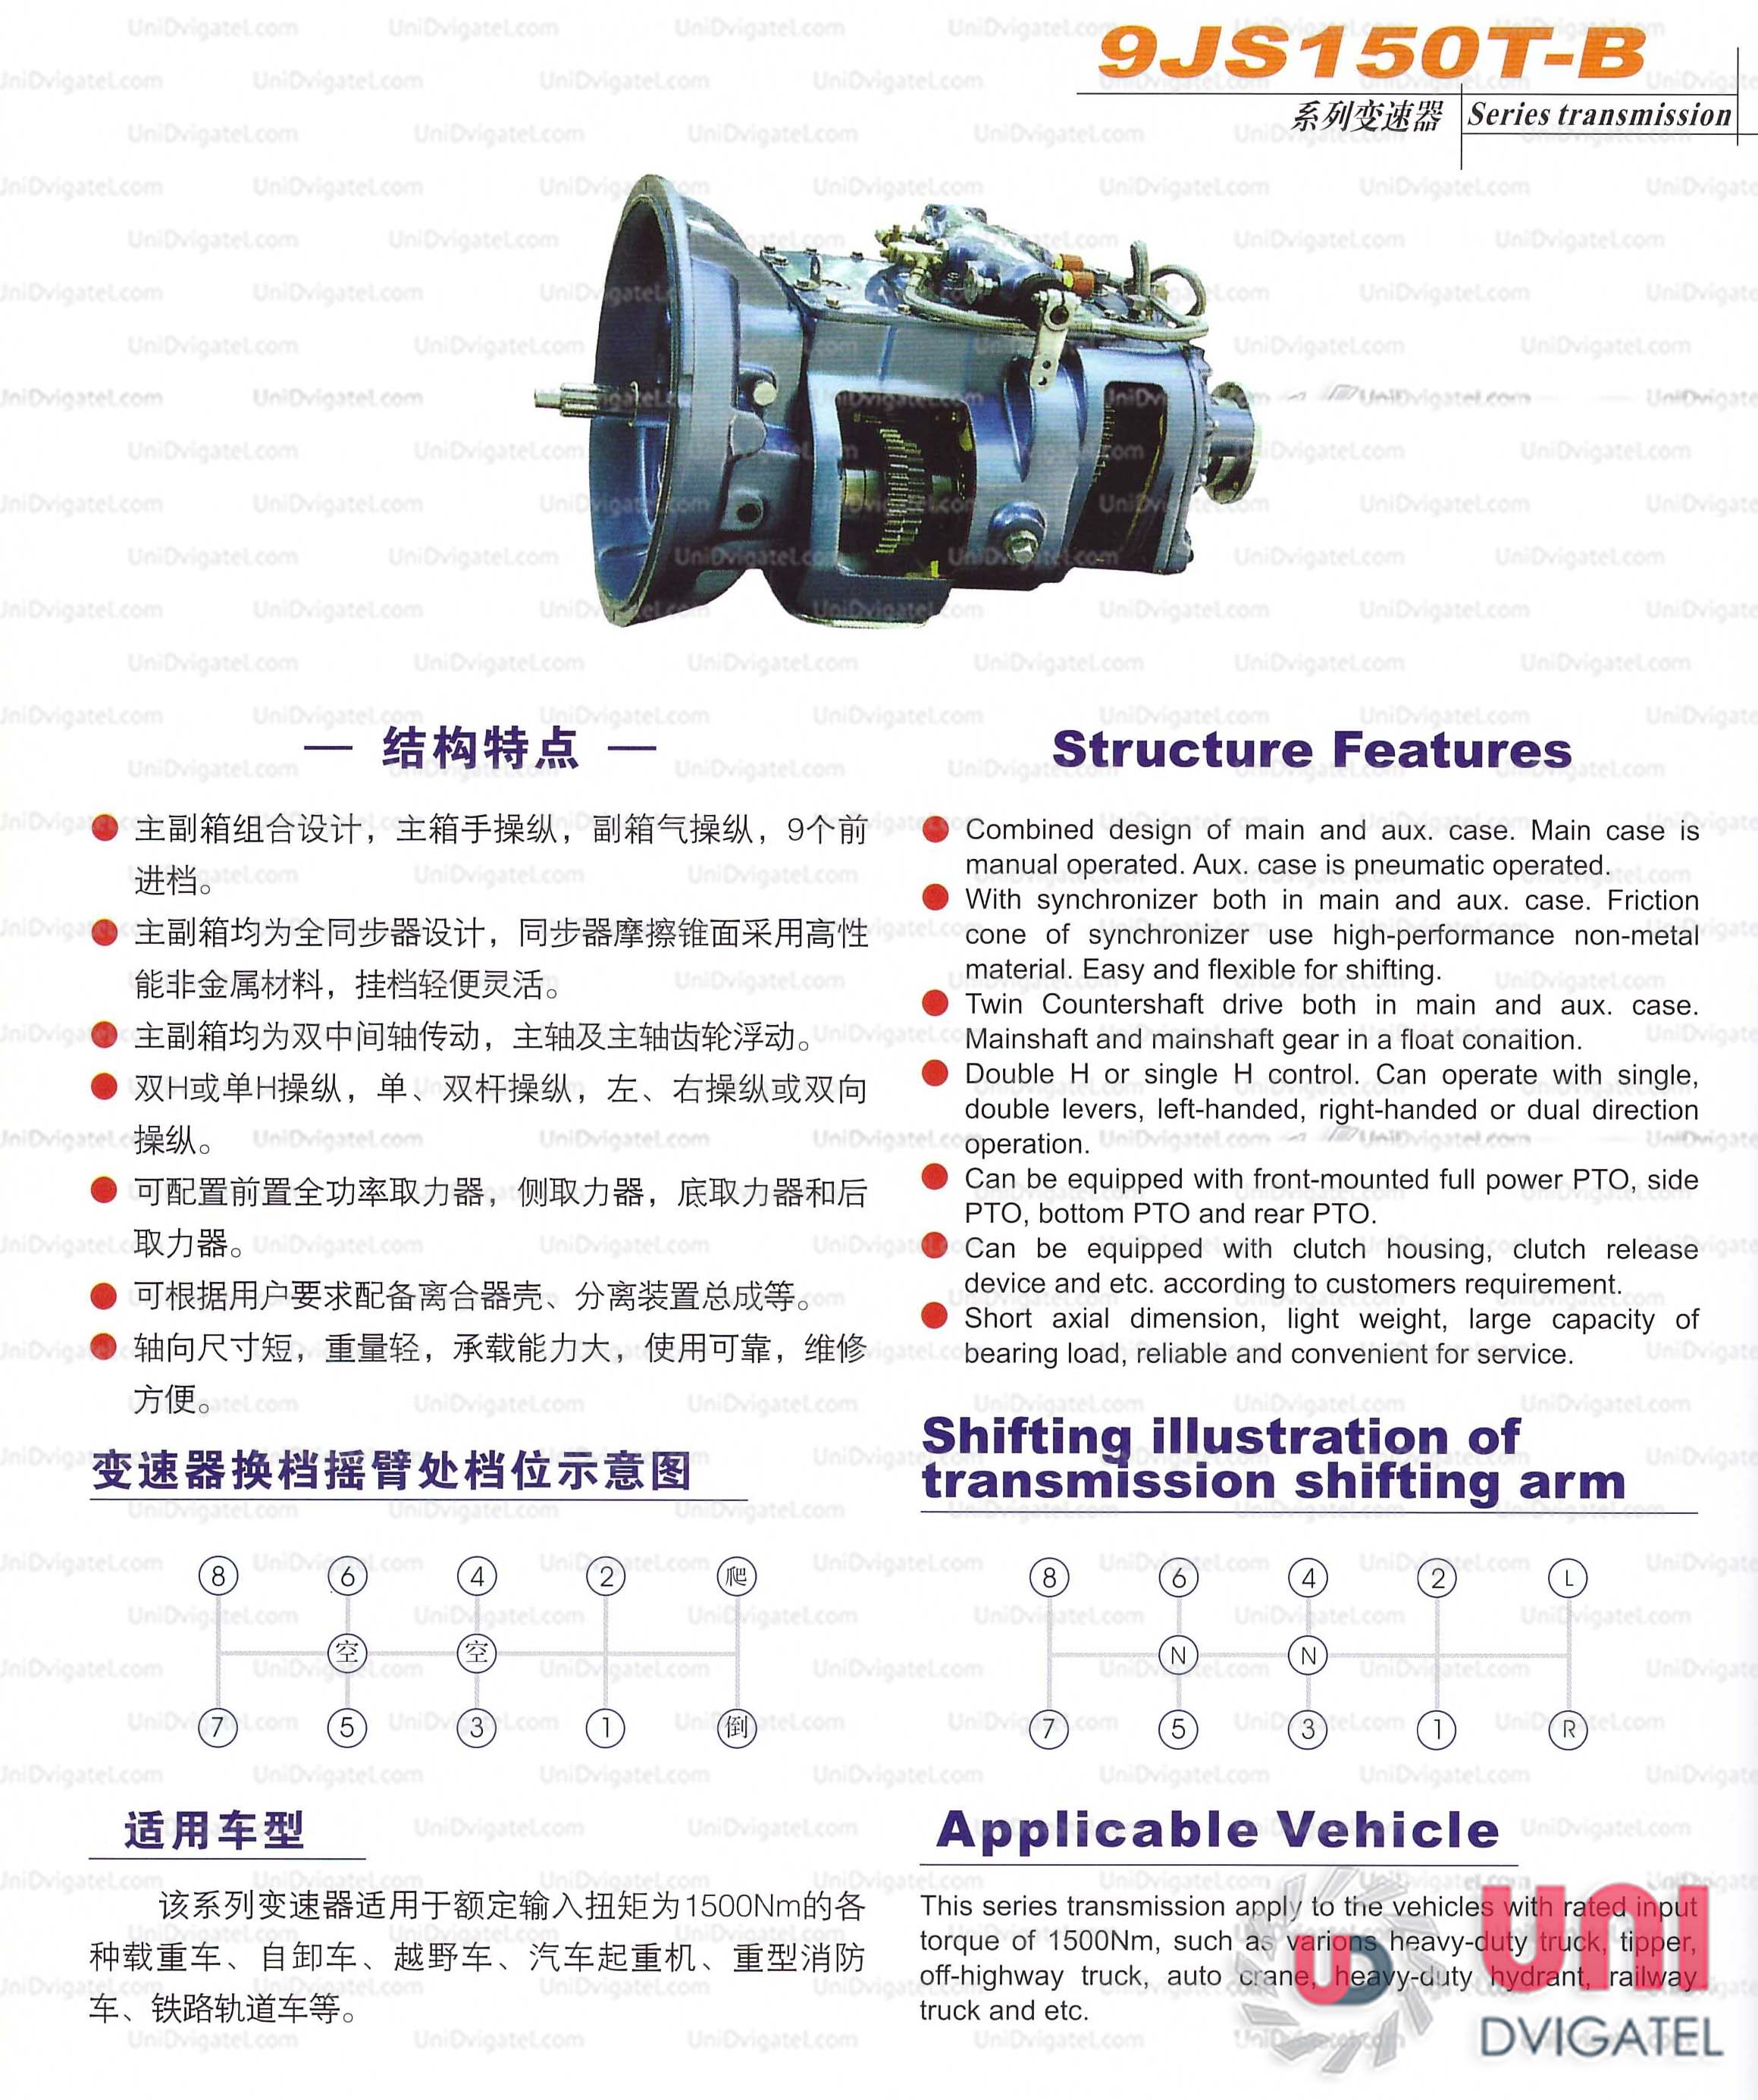 9JS150T-B
系列变速器
Series transmission
— 结构特点 —
● 主副箱组合设计，主箱手操纵，副箱气操纵，9个前
进档。
● 主副箱均为全同步器设计，同步器摩擦锥面采用高性
能非金属材料，挂档轻便灵活。
● 主副箱均为双中间轴传动，主轴及主轴齿轮浮动。
● 双H或单H操纵，单、双杆操纵，左、右操纵或双向
操纵。
● 可配置前置全功率取力器，侧取力器，底取力器和后
取力器。
● 可根据用户要求配备离合器壳、分离装置总成等。
● 轴向尺寸短，重量轻，承载能力大，使用可靠，维修
方便。
Structure Features
● Combined design of main and aux. case. Main case is
manual operated. Aux. case is pneumatic operated.
● With synchronizer both in main and aux. case. Friction
cone of synchronizer use high-performance non-metal
material. Easy and flexible for shifting.
● Twin Countershaft drive both in main and aux. case.
Mainshaft and mainshaft gear in a float conaition.
● Double H or single H control. Can operate with single,
double levers, left-handed, right-handed or dual direction
operation.
● Can be equipped with front-mounted full power PTO, side
PTO, bottom PTO and rear PTO.
● Can be equipped with clutch housing, clutch release
device and etc. according to customers requirement.
● Short axial dimension, light weight, large capacity of
bearing load, reliable and convenient for service.
变速器换档摇臂处档位示意图
8 6 4 2 爬
空 空
7 5 3 1 倒
Shifting illustration of
transmission shifting arm
8 6 4 2 L
N N
7 5 3 1 R
适用车型
该系列变速器适用于额定输入扭矩为1500Nm的各
种载重车、自卸车、越野车、汽车起重机、重型消防
车、铁路轨道车等。
Applicable Vehicle
This series transmission apply to the vehicles with rated input
torque of 1500Nm, such as varions heavy-duty truck, tipper,
off-highway truck, auto crane, heavy-duty hydrant, railway
truck and etc.
UD
UNI
DVIGATEL
UniDvigatel.com